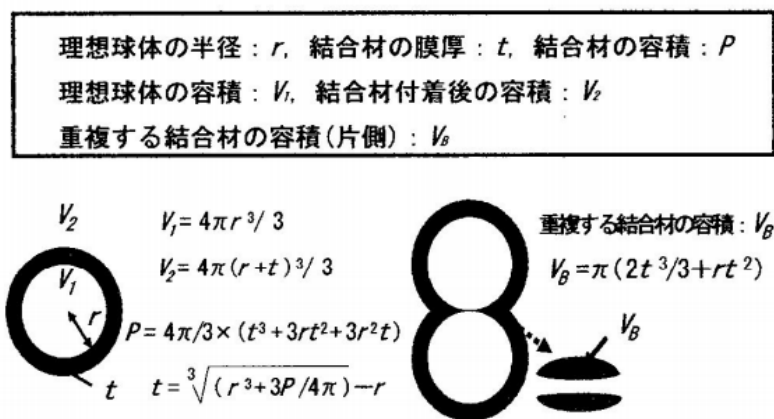 理想球体の半径：r, 結合材の膜厚：t, 結合材の容積：P
理想球体の容積：V₁, 結合材付着後の容積：V₂
重複する結合材の容積(片側)：V_B
V₂
V₁=4πr³/3
V₂=4π(r+t)³/3
V₁
r
P=4π/3×(t³+3rt²+3r²t)
t
t=∛(r³+3P/4π)−r
重複する結合材の容積：V_B
V_B=π(2t³/3+rt²)
V_B